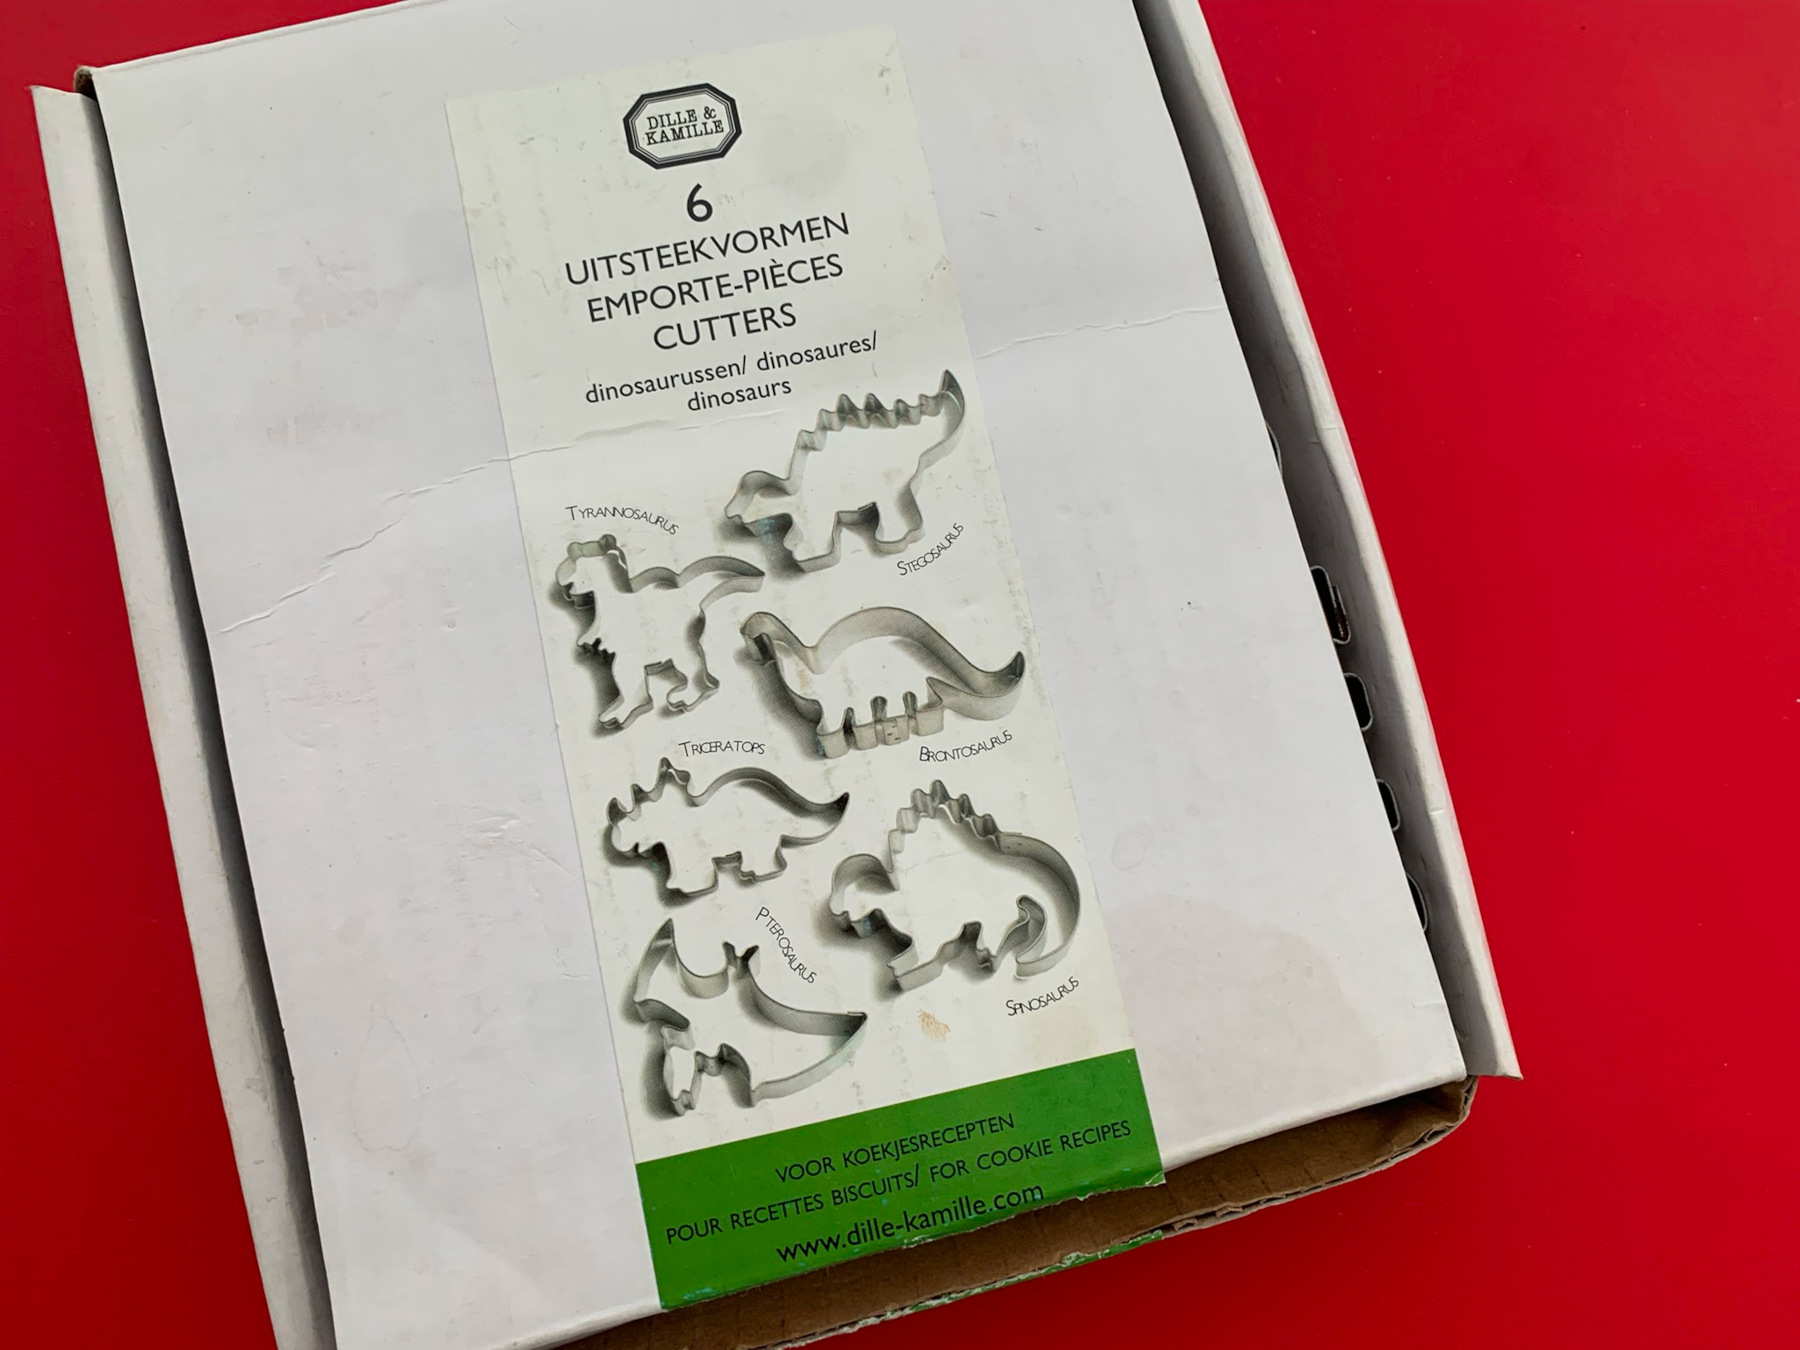 DILLE &
KAMILLE
6
UITSTEEKVORMEN
EMPORTE-PIÈCES
CUTTERS
dinosaurussen/ dinosaures/
dinosaurs
TYRANNOSAURUS
STEGOSAURUS
TRICERATOPS
BRONTOSAURUS
PTEROSAURUS
SPINOSAURUS
VOOR KOEKJESRECEPTEN
POUR RECETTES BISCUITS/ FOR COOKIE RECIPES
www.dille-kamille.com